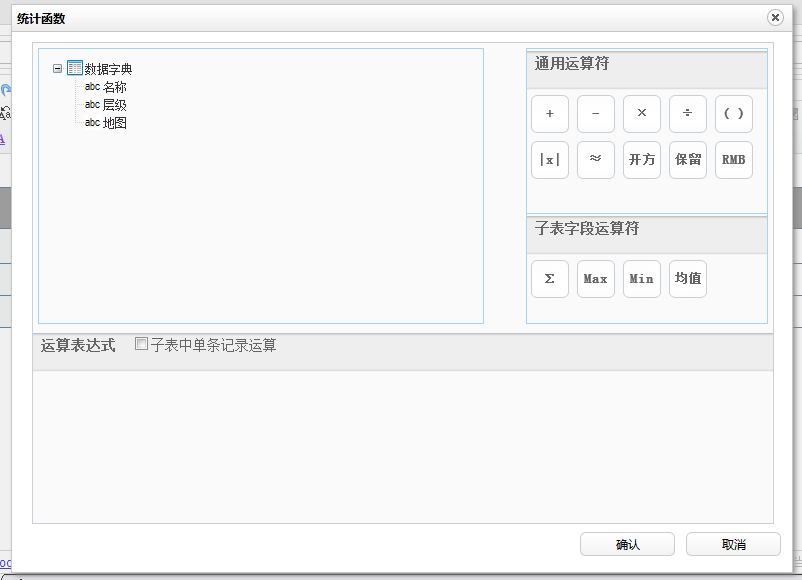 统计函数
数据字典
abc 名称
abc 层级
abc 地图
通用运算符
+ － × ÷ ( )
|x| ≈ 开方 保留 RMB
子表字段运算符
Σ Max Min 均值
运算表达式 子表中单条记录运算
确认 取消